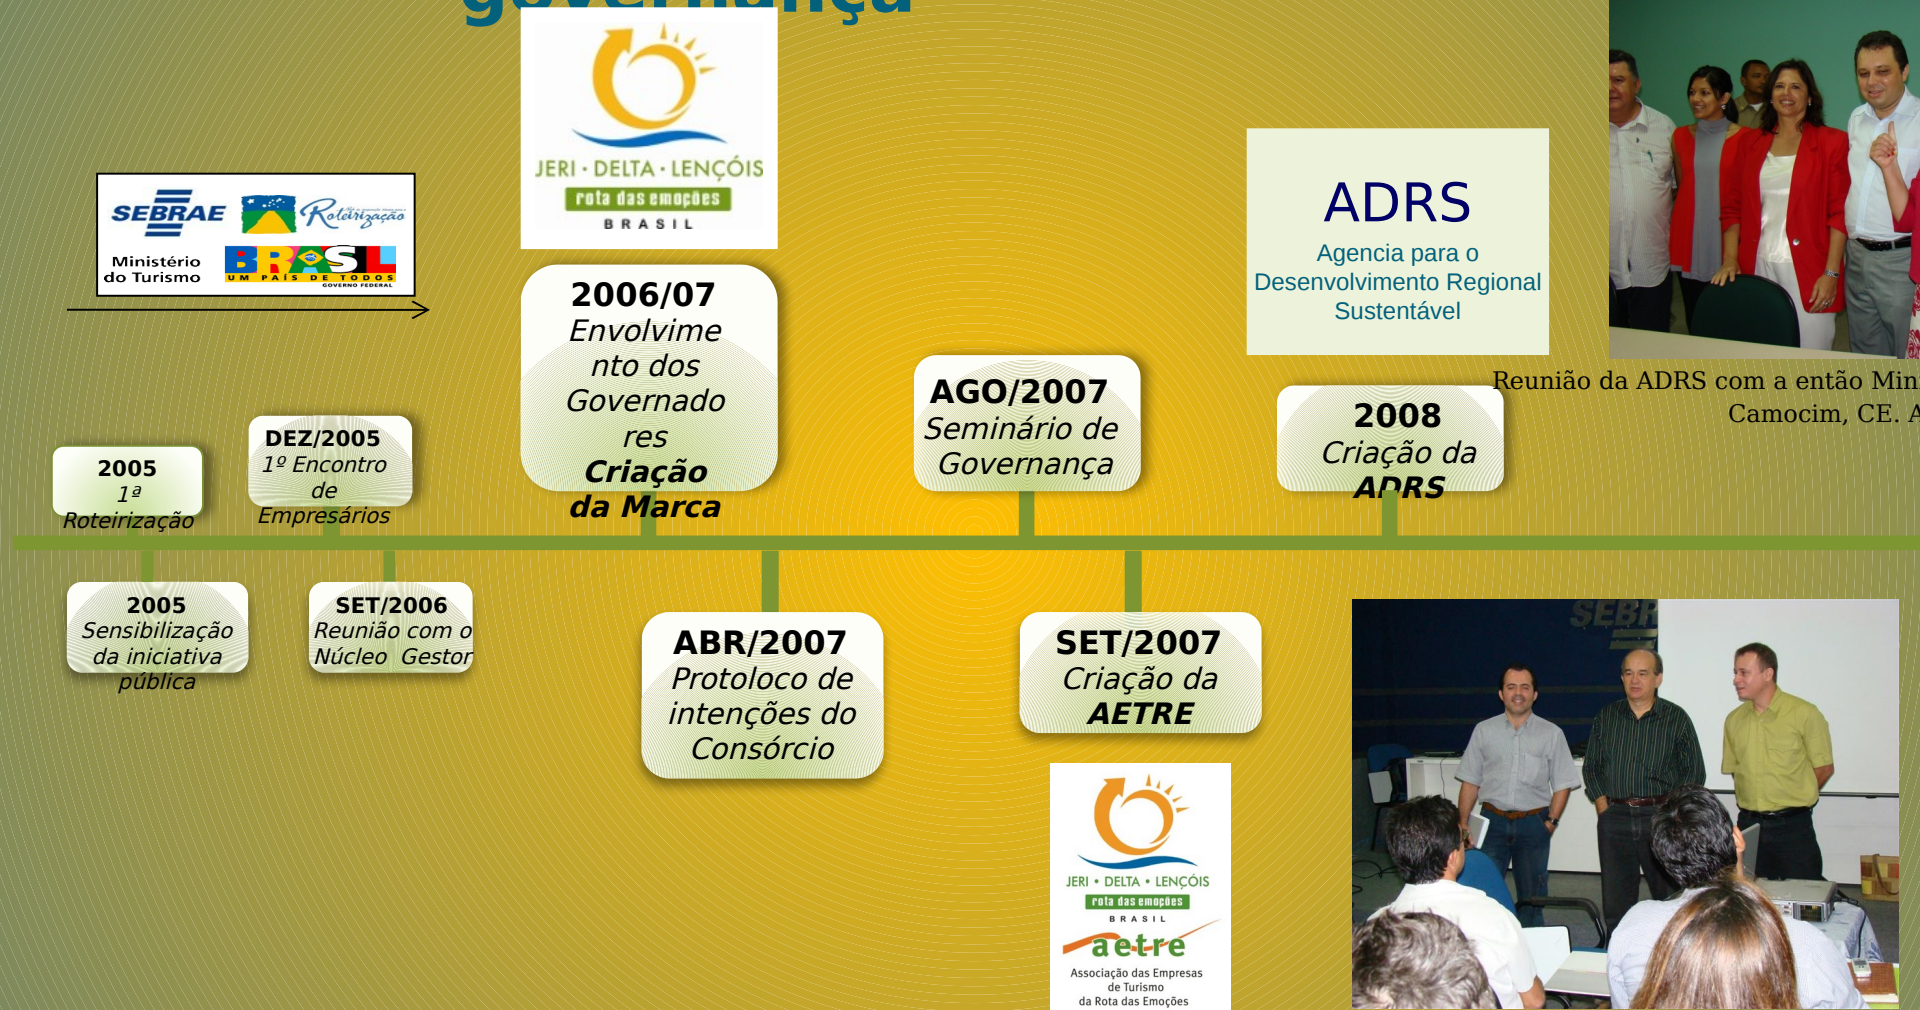 governança
JERI · DELTA · LENÇÓIS
rota das emoções
BRASIL
SEBRAE
Roteirização
Ministério
do Turismo
BRASIL
UM PAÍS DE TODOS
GOVERNO FEDERAL
ADRS
Agencia para o
Desenvolvimento Regional
Sustentável
Reunião da ADRS com a então Min
Camocim, CE. A
2005
1ª
Roteirização
DEZ/2005
1º Encontro
de
Empresários
2006/07
Envolvime
nto dos
Governado
res
Criação
da Marca
AGO/2007
Seminário de
Governança
2008
Criação da
ADRS
2005
Sensibilização
da iniciativa
pública
SET/2006
Reunião com o
Núcleo Gestor
ABR/2007
Protoloco de
intenções do
Consórcio
SET/2007
Criação da
AETRE
JERI • DELTA • LENÇÓIS
rota das emoções
BRASIL
aetre
Associação das Empresas
de Turismo
da Rota das Emoções
SEBR